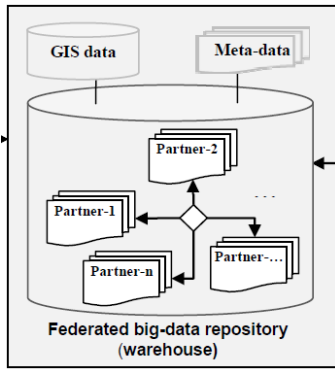 GIS data
Meta-data
Partner-2
. . .
Partner-1
Partner-...
Partner-n
Federated big-data repository
(warehouse)